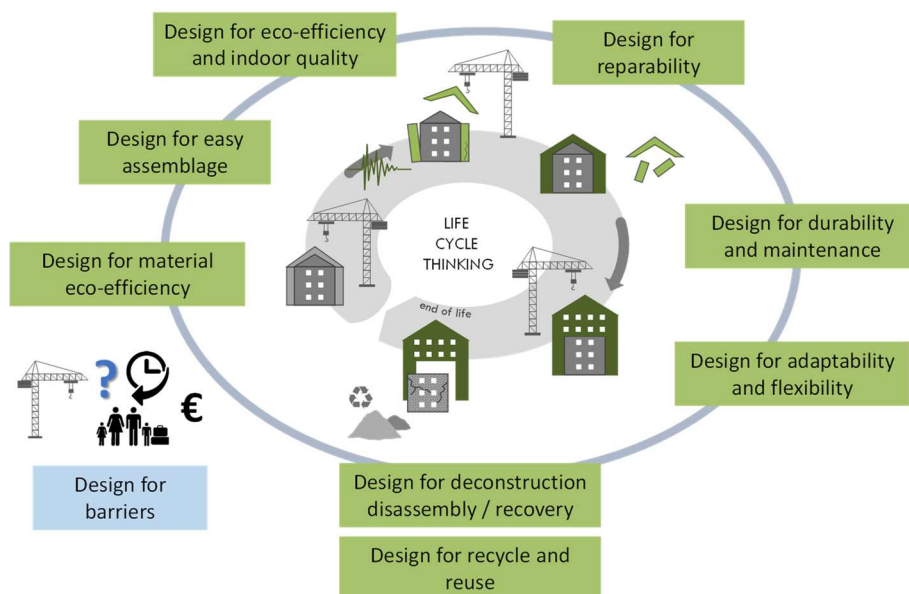 Design for eco-efficiency
and indoor quality
Design for
reparability
Design for easy
assemblage
LIFE
CYCLE
THINKING
Design for durability
and maintenance
Design for material
eco-efficiency
end of life
Design for adaptability
and flexibility
?
€
Design for
barriers
Design for deconstruction
disassembly / recovery
Design for recycle and
reuse